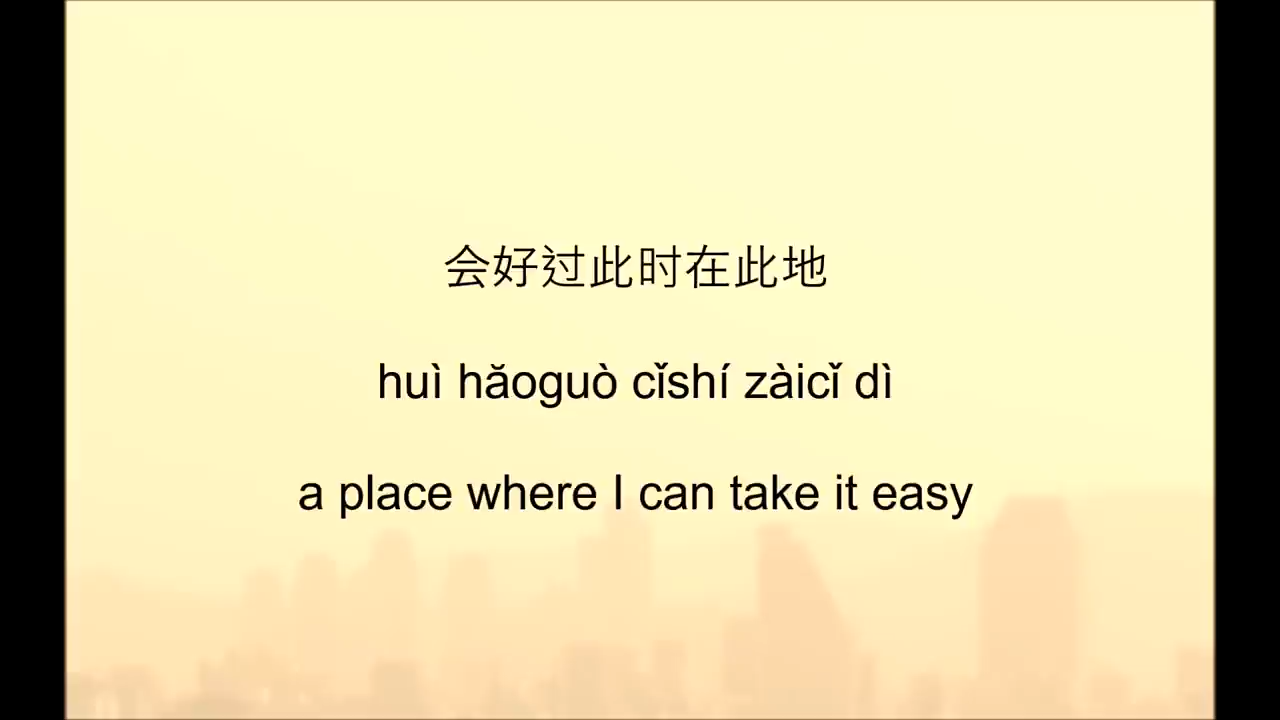 会好过此时在此地
huì hǎoguò cǐshí zàicǐ dì
a place where I can take it easy